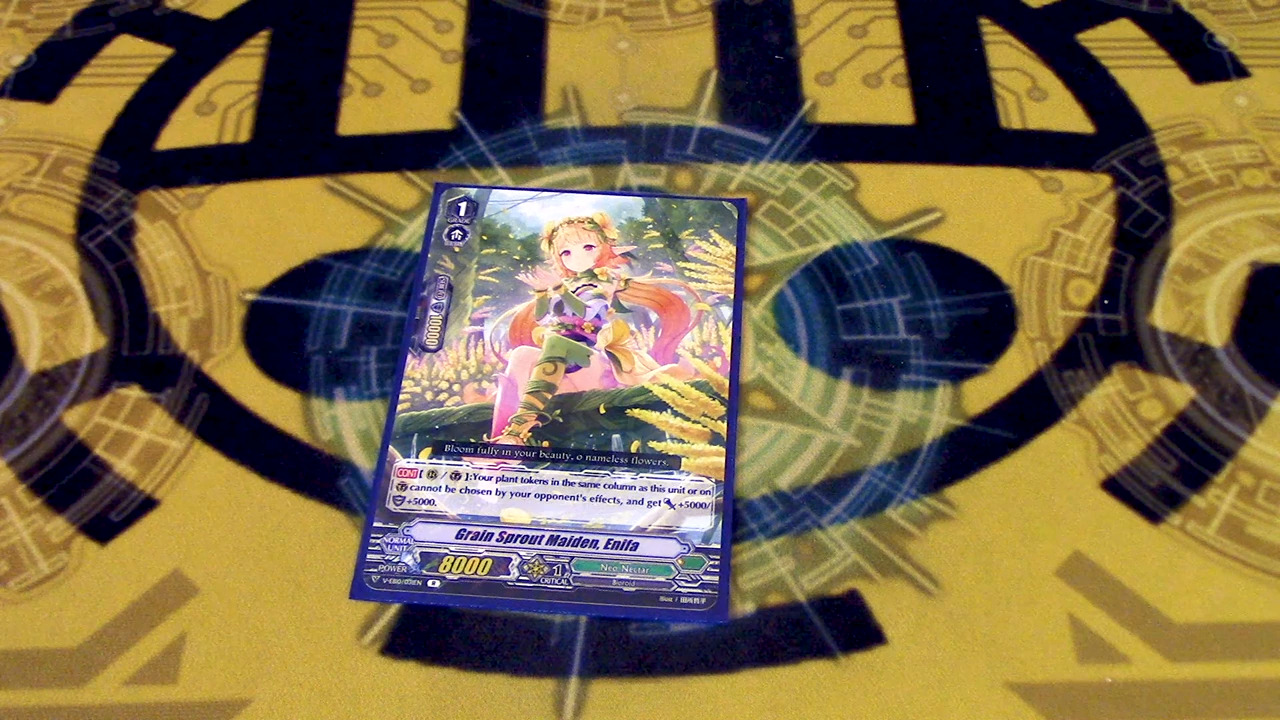 1
GRADE
10000
Bloom fully in your beauty, o nameless flowers.
CONT [ / ]:Your plant tokens in the same column as this unit or on
cannot be chosen by your opponent's effects, and get +5000/
+5000.
Grain Sprout Maiden, Enifa
NORMAL
UNIT
POWER 8000 1 CRITICAL
Neo Nectar
Bioroid
V-EB10/031EN R